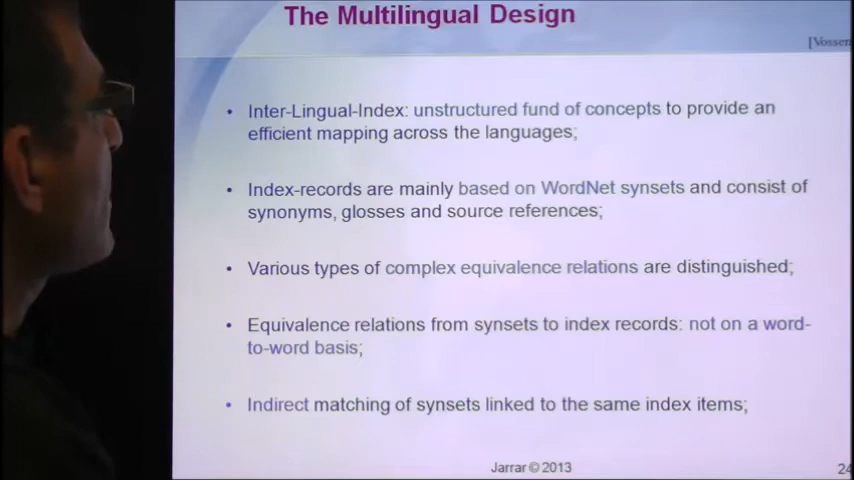 The Multilingual Design
[Vossen
• Inter-Lingual-Index: unstructured fund of concepts to provide an
efficient mapping across the languages;
• Index-records are mainly based on WordNet synsets and consist of
synonyms, glosses and source references;
• Various types of complex equivalence relations are distinguished;
• Equivalence relations from synsets to index records: not on a word-
to-word basis;
• Indirect matching of synsets linked to the same index items;
Jarrar © 2013
24